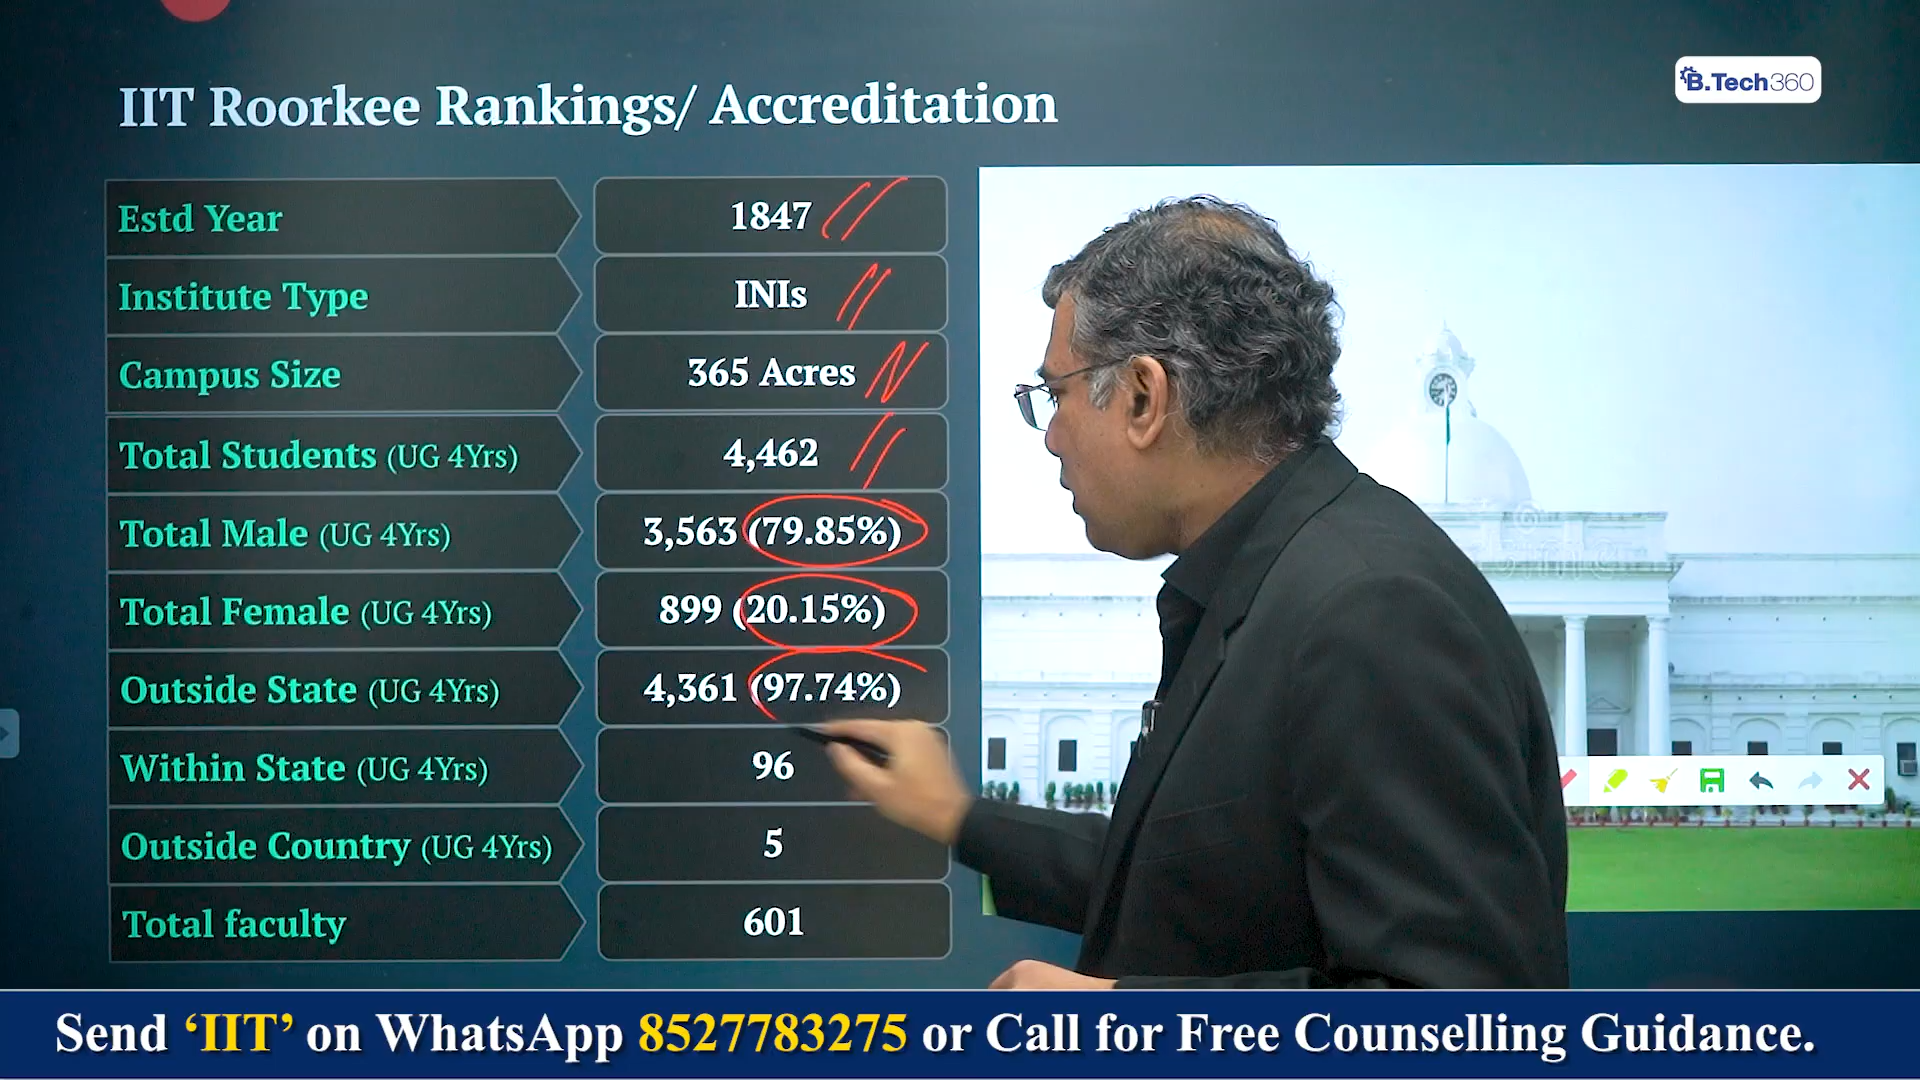 B.Tech360
IIT Roorkee Rankings/ Accreditation
Estd Year 1847
Institute Type INIs
Campus Size 365 Acres
Total Students (UG 4Yrs) 4,462
Total Male (UG 4Yrs) 3,563 (79.85%)
Total Female (UG 4Yrs) 899 (20.15%)
Outside State (UG 4Yrs) 4,361 (97.74%)
Within State (UG 4Yrs) 96
Outside Country (UG 4Yrs) 5
Total faculty 601
Send ‘IIT’ on WhatsApp 8527783275 or Call for Free Counselling Guidance.